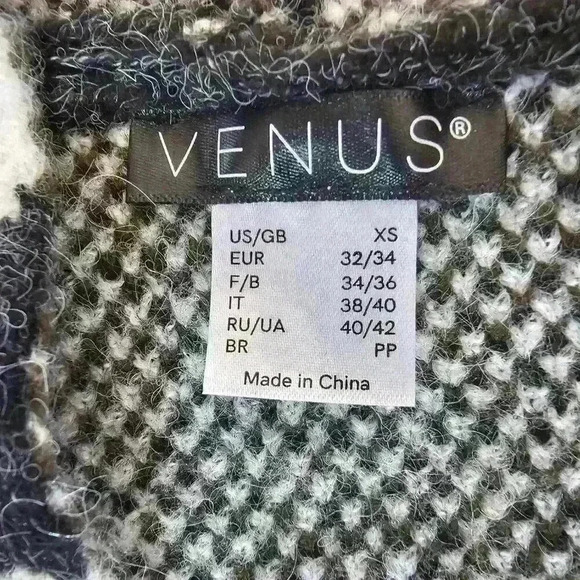 VENUS®
US/GB XS
EUR 32/34
F/B 34/36
IT 38/40
RU/UA 40/42
BR PP
Made in China